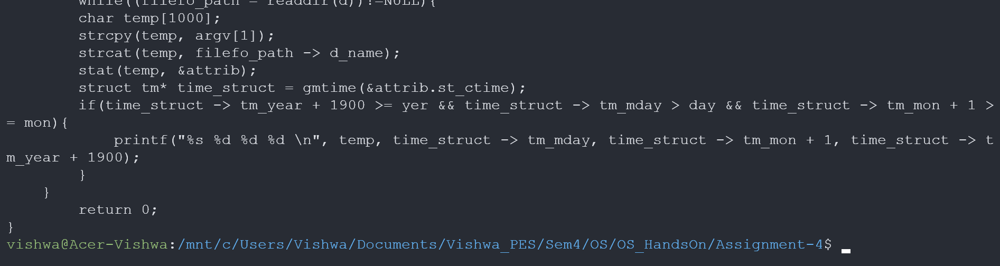 while((filefo_path = readdir(d))!=NULL){
char temp[1000];
strcpy(temp, argv[1]);
strcat(temp, filefo_path -> d_name);
stat(temp, &attrib);
struct tm* time_struct = gmtime(&attrib.st_ctime);
if(time_struct -> tm_year + 1900 >= yer && time_struct -> tm_mday > day && time_struct -> tm_mon + 1 >
= mon){
printf("%s %d %d %d \n", temp, time_struct -> tm_mday, time_struct -> tm_mon + 1, time_struct -> t
m_year + 1900);
}
}
return 0;
}
vishwa@Acer-Vishwa:/mnt/c/Users/Vishwa/Documents/Vishwa_PES/Sem4/OS/OS_HandsOn/Assignment-4$